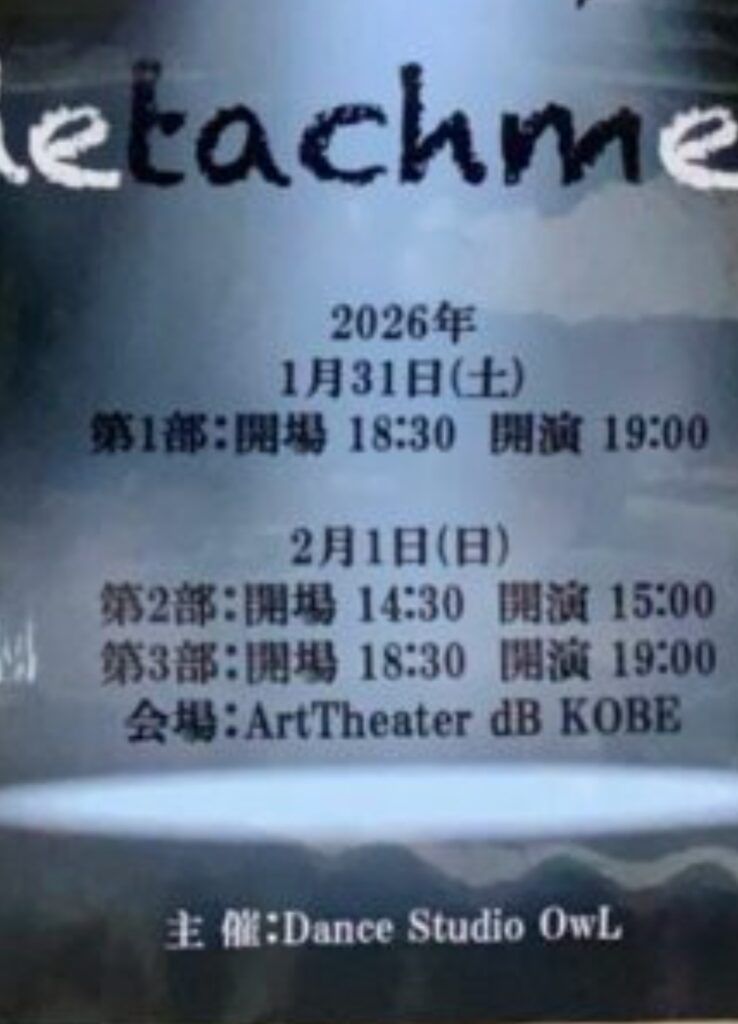 detachme
2026年
1月31日(土)
第1部:開場 18:30 開演 19:00
2月1日(日)
第2部:開場 14:30 開演 15:00
第3部:開場 18:30 開演 19:00
会場:ArtTheater dB KOBE
主 催:Dance Studio OwL